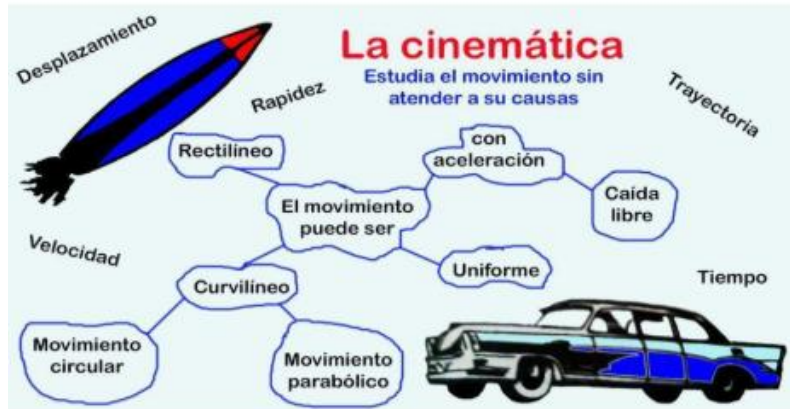 Desplazamiento
La cinemática
Estudia el movimiento sin
atender a su causas
Rapidez
Trayectoria
Rectilíneo
con
aceleración
El movimiento
puede ser
Caída
libre
Velocidad
Uniforme
Tiempo
Curvilíneo
Movimiento
circular
Movimiento
parabólico